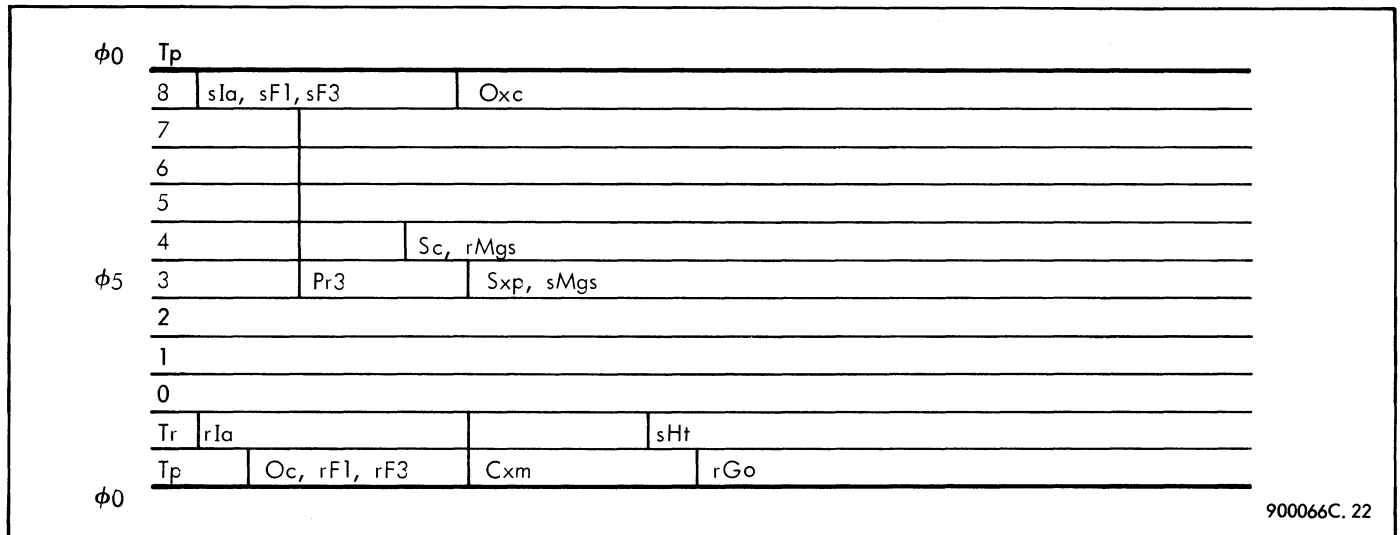 ϕ0 Tp
8 sIa, sF1, sF3 Oxc
7
6
5
4 Sc, rMgs
ϕ5 3 Pr3 Sxp, sMgs
2
1
0
Tr rIa sHt
Tp Oc, rF1, rF3 Cxm rGo
ϕ0
900066C. 22